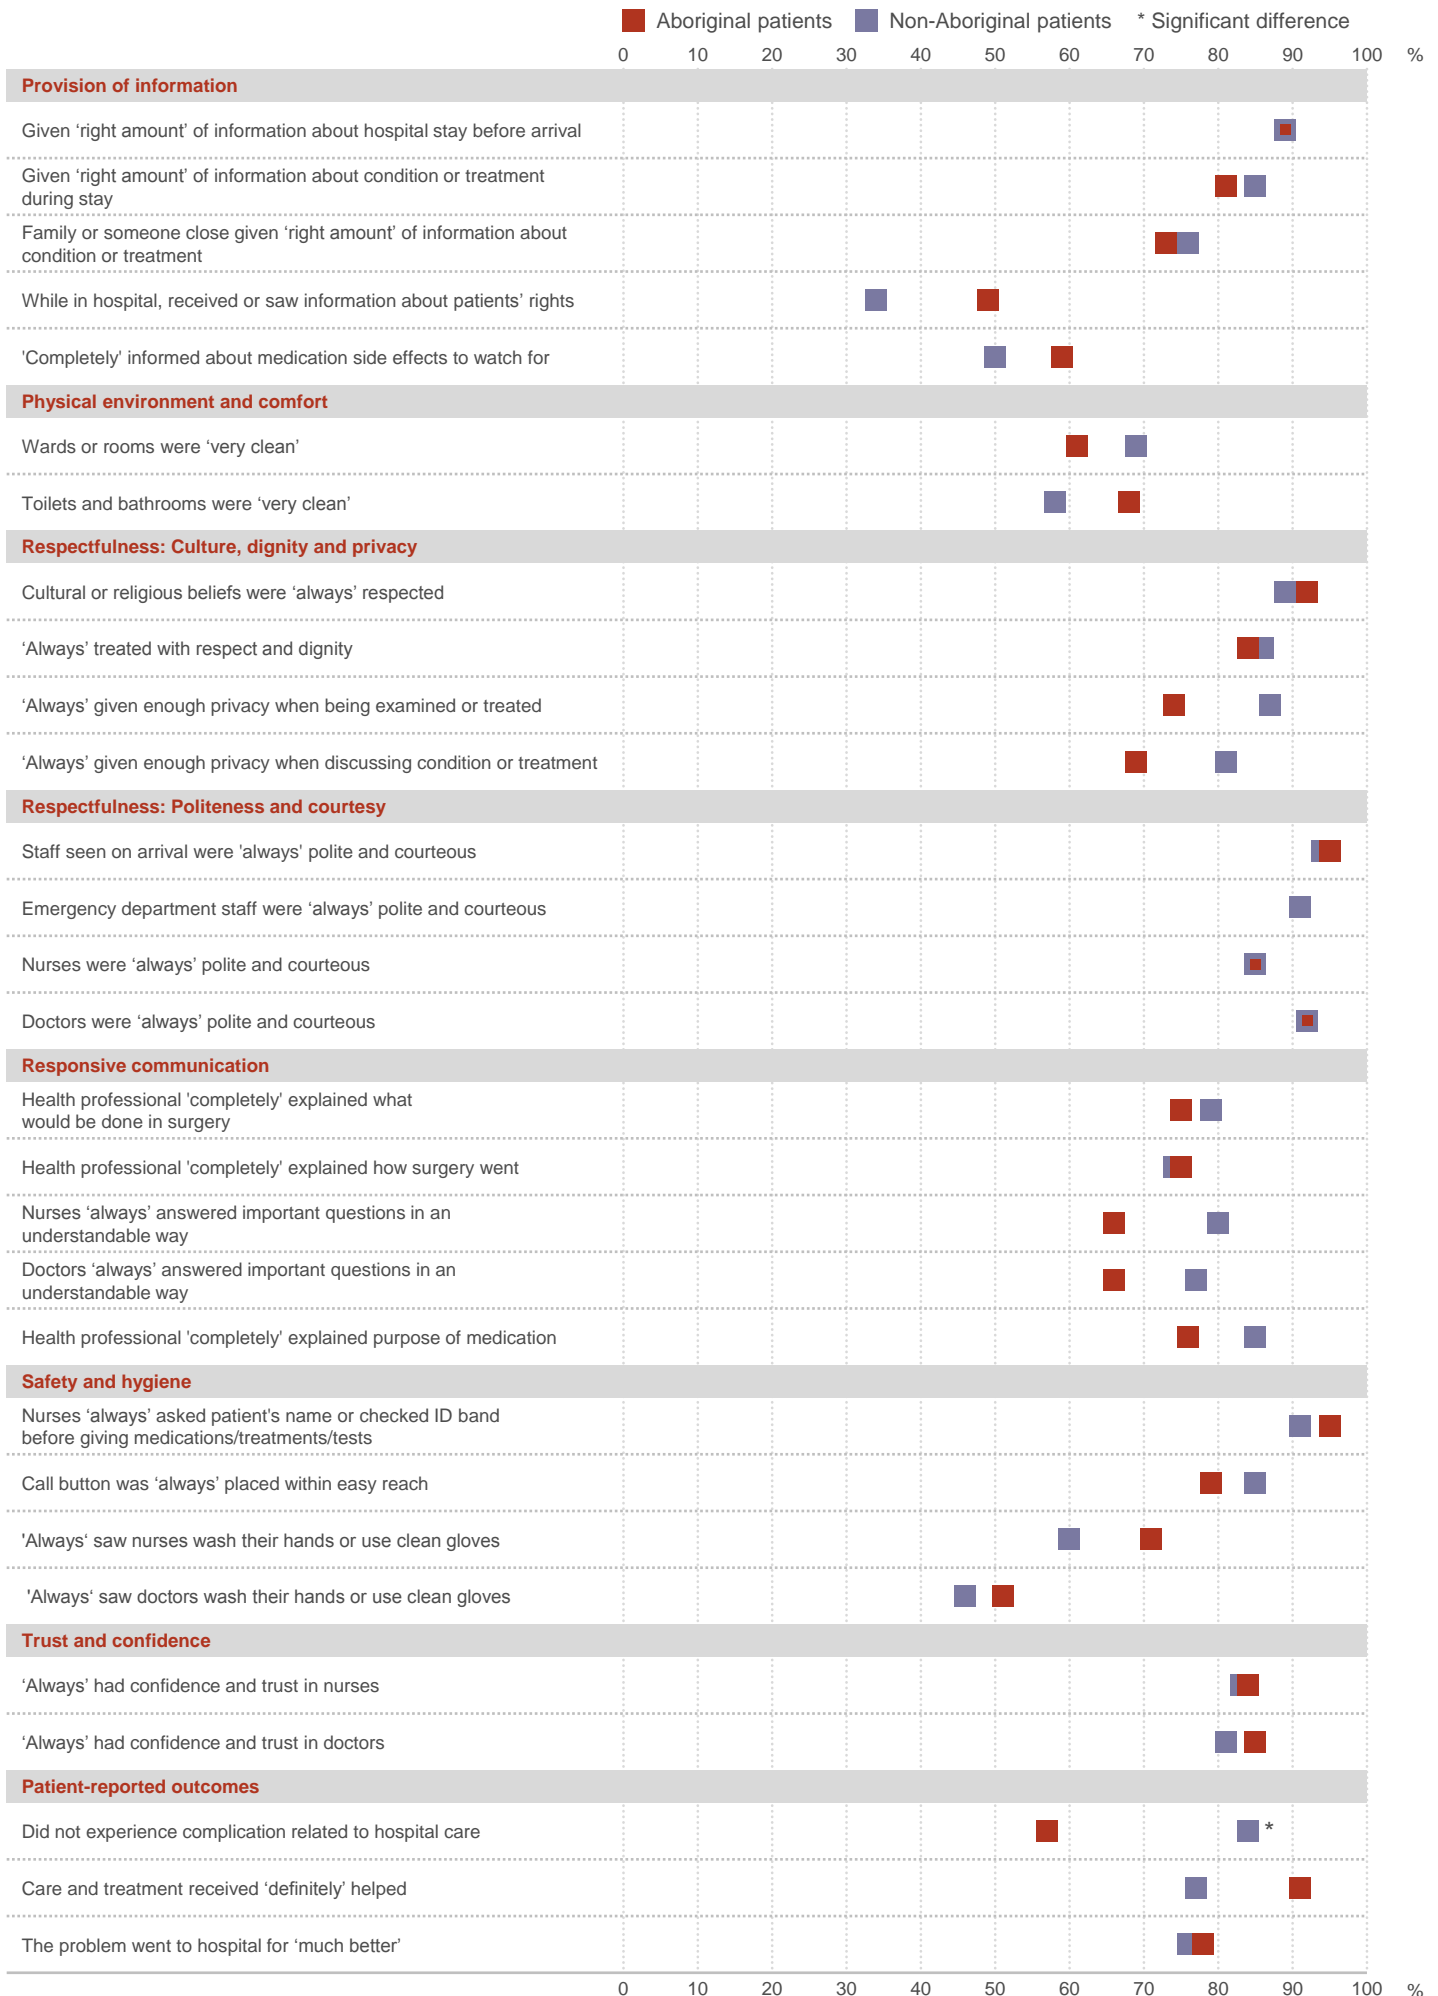 Aboriginal patients Non-Aboriginal patients * Significant difference
0 10 20 30 40 50 60 70 80 90 100 %
Provision of information
Given ‘right amount’ of information about hospital stay before arrival
Given ‘right amount’ of information about condition or treatment
during stay
Family or someone close given ‘right amount’ of information about
condition or treatment
While in hospital, received or saw information about patients’ rights
'Completely' informed about medication side effects to watch for
Physical environment and comfort
Wards or rooms were ‘very clean’
Toilets and bathrooms were ‘very clean’
Respectfulness: Culture, dignity and privacy
Cultural or religious beliefs were ‘always’ respected
‘Always’ treated with respect and dignity
‘Always’ given enough privacy when being examined or treated
‘Always’ given enough privacy when discussing condition or treatment
Respectfulness: Politeness and courtesy
Staff seen on arrival were 'always' polite and courteous
Emergency department staff were ‘always’ polite and courteous
Nurses were ‘always’ polite and courteous
Doctors were ‘always’ polite and courteous
Responsive communication
Health professional 'completely' explained what
would be done in surgery
Health professional 'completely' explained how surgery went
Nurses ‘always’ answered important questions in an
understandable way
Doctors ‘always’ answered important questions in an
understandable way
Health professional 'completely' explained purpose of medication
Safety and hygiene
Nurses ‘always’ asked patient's name or checked ID band
before giving medications/treatments/tests
Call button was ‘always’ placed within easy reach
'Always‘ saw nurses wash their hands or use clean gloves
'Always‘ saw doctors wash their hands or use clean gloves
Trust and confidence
‘Always’ had confidence and trust in nurses
‘Always’ had confidence and trust in doctors
Patient-reported outcomes
Did not experience complication related to hospital care *
Care and treatment received ‘definitely’ helped
The problem went to hospital for ‘much better’
0 10 20 30 40 50 60 70 80 90 100 %